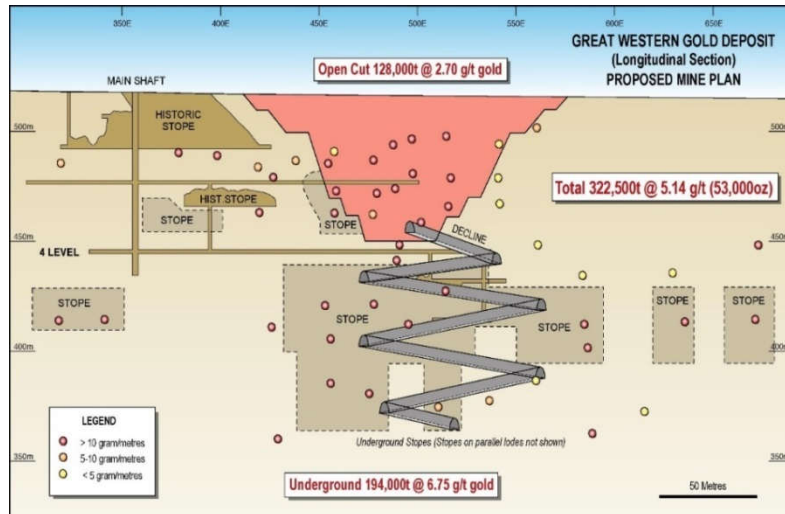 850E
400E
450E
500E
550E
600E
650E
GREAT WESTERN GOLD DEPOSIT
(Longitudinal Section)
PROPOSED MINE PLAN
Open Cut 128,000t @ 2.70 g/t gold
MAIN SHAFT
HISTORIC
STOPE
500m
500m
Total 322,500t @ 5.14 g/t (53,000oz)
HIST.STOPE
STOPE
STOPE
DECLINE
450m
4 LEVEL
450m
STOPE
STOPE
STOPE
STOPE
STOPE
STOPE
400m
400m
LEGEND
> 10 gram/metres
5-10 gram/metres
< 5 gram/metres
Underground Stopes (Stopes on parallel lodes not shown)
350m
350m
Underground 194,000t @ 6.75 g/t gold
50 Metres